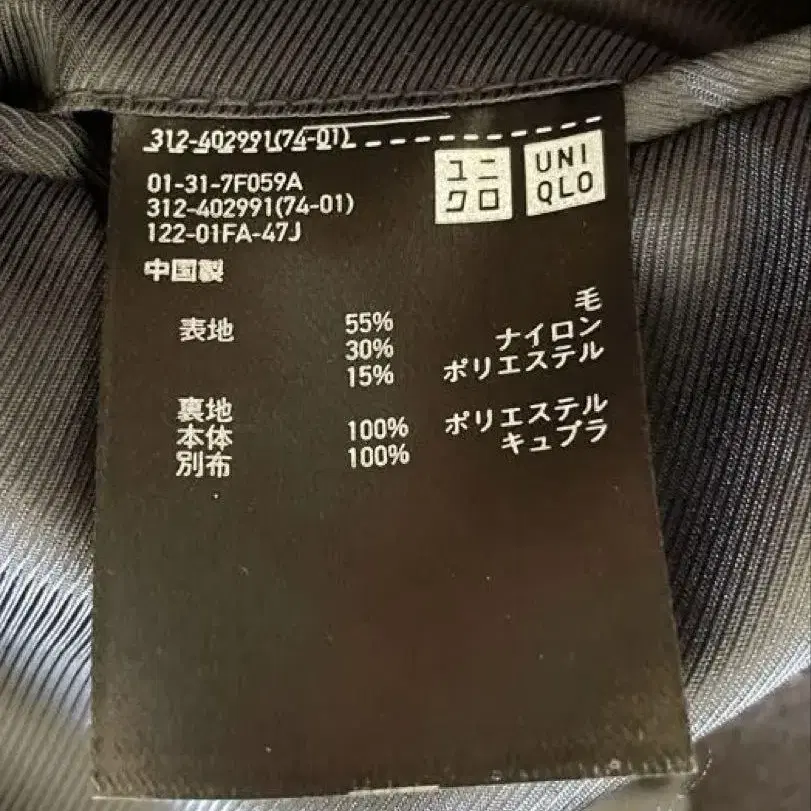 312-402991(74-01)
ユニクロ
UNIQLO
01-31-7F059A
312-402991(74-01)
122-01FA-47J
中国製
表地 55% 毛
30% ナイロン
15% ポリエステル
裏地
本体 100% ポリエステル
別布 100% キュプラ